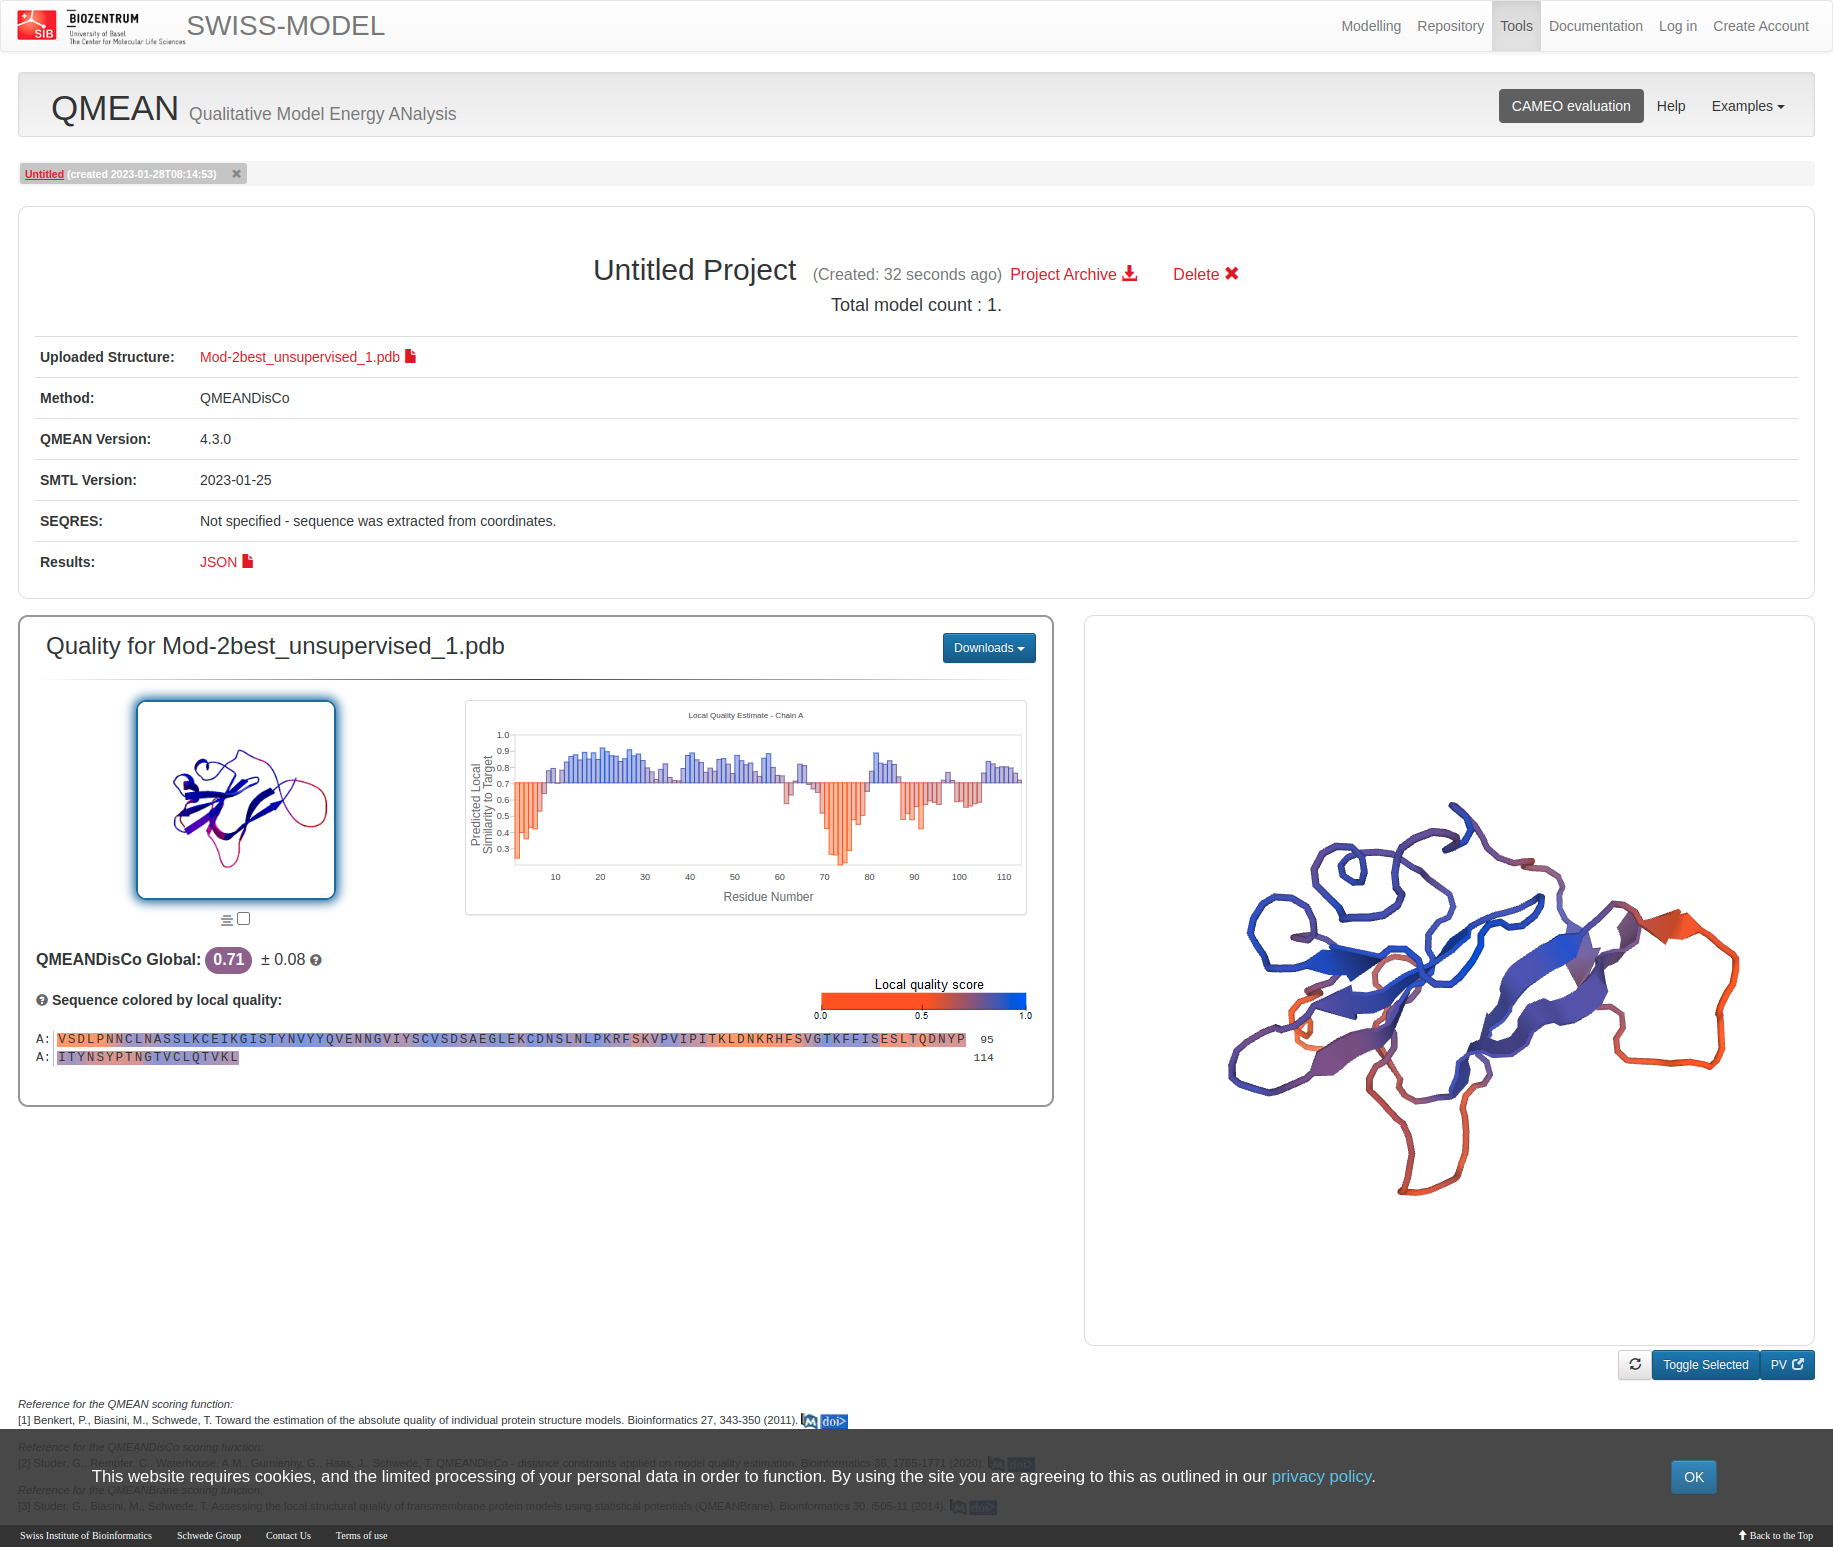 SIB
BIOZENTRUM
University of Basel
The Center for Molecular Life Sciences
SWISS-MODEL
Modelling Repository Tools Documentation Log in Create Account
QMEAN Qualitative Model Energy ANalysis
CAMEO evaluation Help Examples
Untitled (created 2023-01-28T08:14:53) ✖
Untitled Project (Created: 32 seconds ago) Project Archive Delete ✖
Total model count : 1.
Uploaded Structure: Mod-2best_unsupervised_1.pdb
Method: QMEANDisCo
QMEAN Version: 4.3.0
SMTL Version: 2023-01-25
SEQRES: Not specified - sequence was extracted from coordinates.
Results: JSON
Quality for Mod-2best_unsupervised_1.pdb
Downloads
Local Quality Estimate - Chain A
Predicted Local
Similarity to Target
1.0
0.9
0.8
0.7
0.6
0.5
0.4
0.3
10 20 30 40 50 60 70 80 90 100 110
Residue Number
QMEANDisCo Global: 0.71 ± 0.08 ?
? Sequence colored by local quality:
Local quality score
0.0 0.5 1.0
A: VSDLPNNCLNASSLKCEIKGISTYNVYYQVENNGVIYSCVSDSAEGLEKCDNSLNLPKRFSKVPVIPITKLDNKRHFSVGTKFFISESLTQDNYP 95
A: ITYNSYPTNGTVCLQTVKL 114
Toggle Selected PV
Reference for the QMEAN scoring function:
[1] Benkert, P., Biasini, M., Schwede, T. Toward the estimation of the absolute quality of individual protein structure models. Bioinformatics 27, 343-350 (2011). M doi>
Reference for the QMEANDisCo scoring function:
[2] Studer, G., Rempfer, C., Waterhouse, A.M., Gumienny, G., Haas, J., Schwede, T. QMEANDisCo - distance constraints applied on model quality estimation. Bioinformatics 36, 1765-1771 (2020). M doi>
This website requires cookies, and the limited processing of your personal data in order to function. By using the site you are agreeing to this as outlined in our privacy policy.
OK
Reference for the QMEANBrane scoring function:
[3] Studer, G., Biasini, M., Schwede, T. Assessing the local structural quality of transmembrane protein models using statistical potentials (QMEANBrane). Bioinformatics 30, i505-11 (2014). M doi>
Swiss Institute of Bioinformatics Schwede Group Contact Us Terms of use
Back to the Top